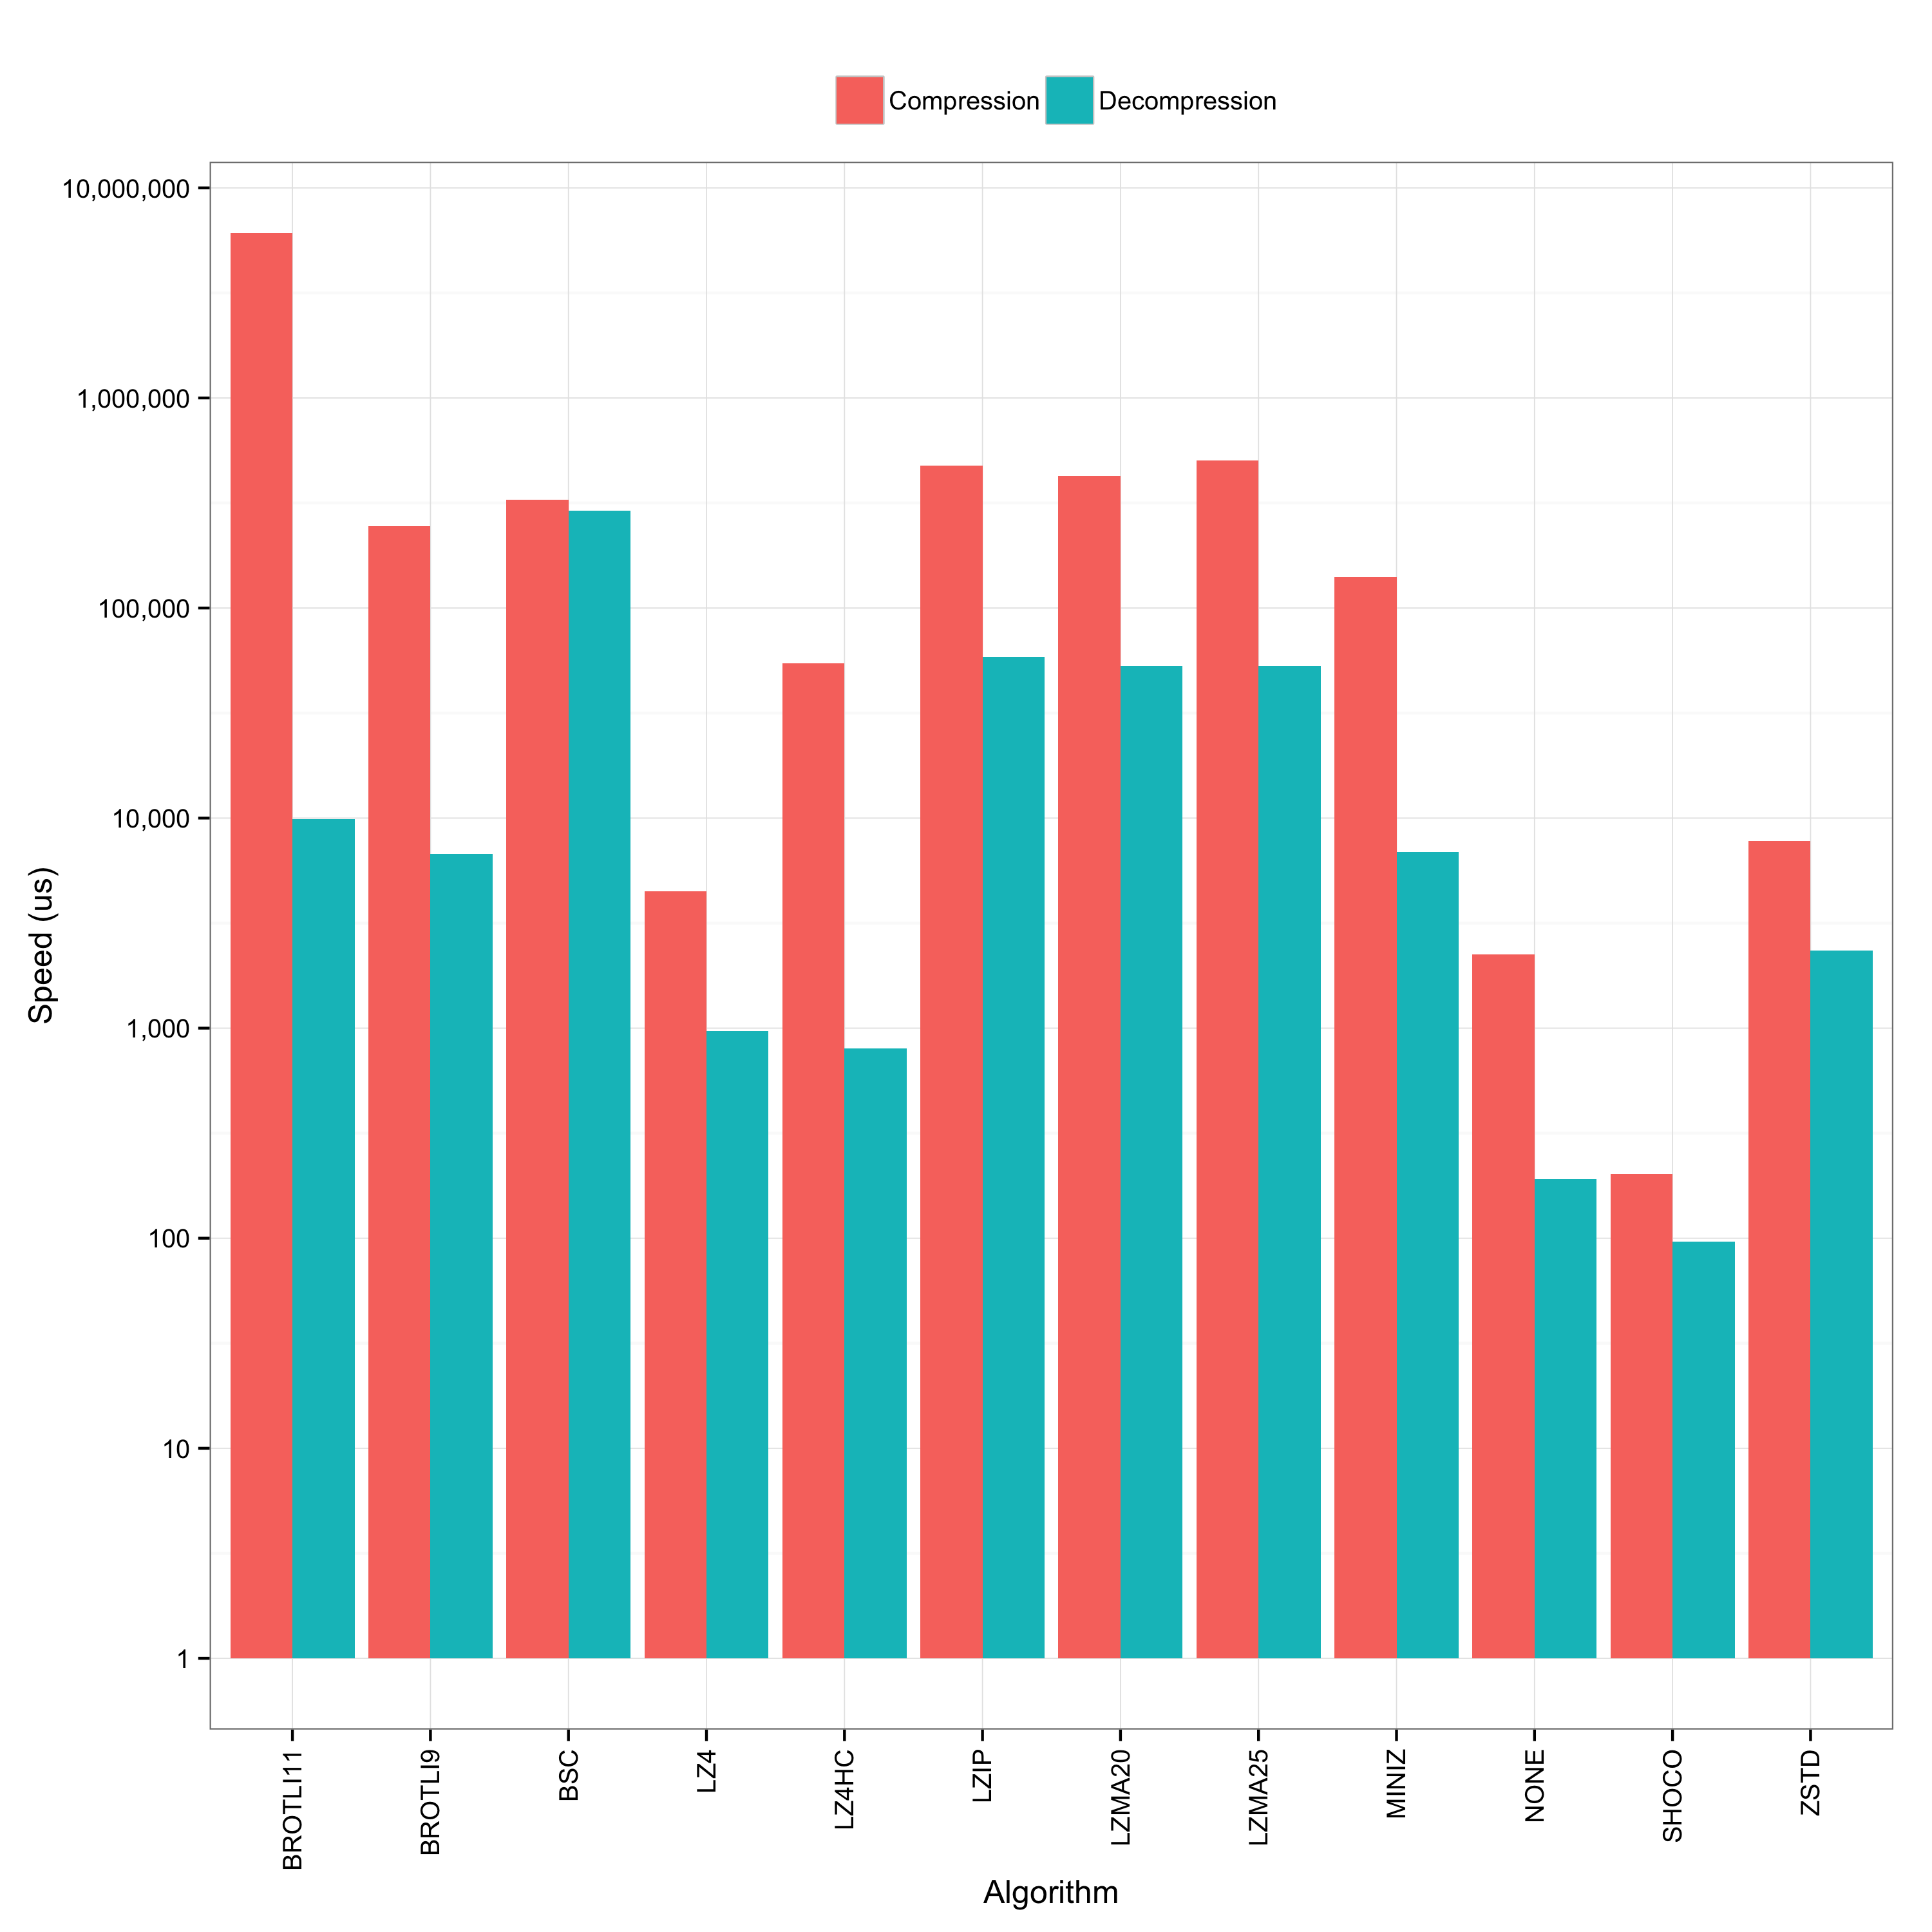 Compression Decompression
10,000,000
1,000,000
100,000
10,000
1,000
100
10
1
Speed (us)
BROTLI11
BROTLI9
BSC
LZ4
LZ4HC
LZIP
LZMA20
LZMA25
MINIZ
NONE
SHOCO
ZSTD
Algorithm